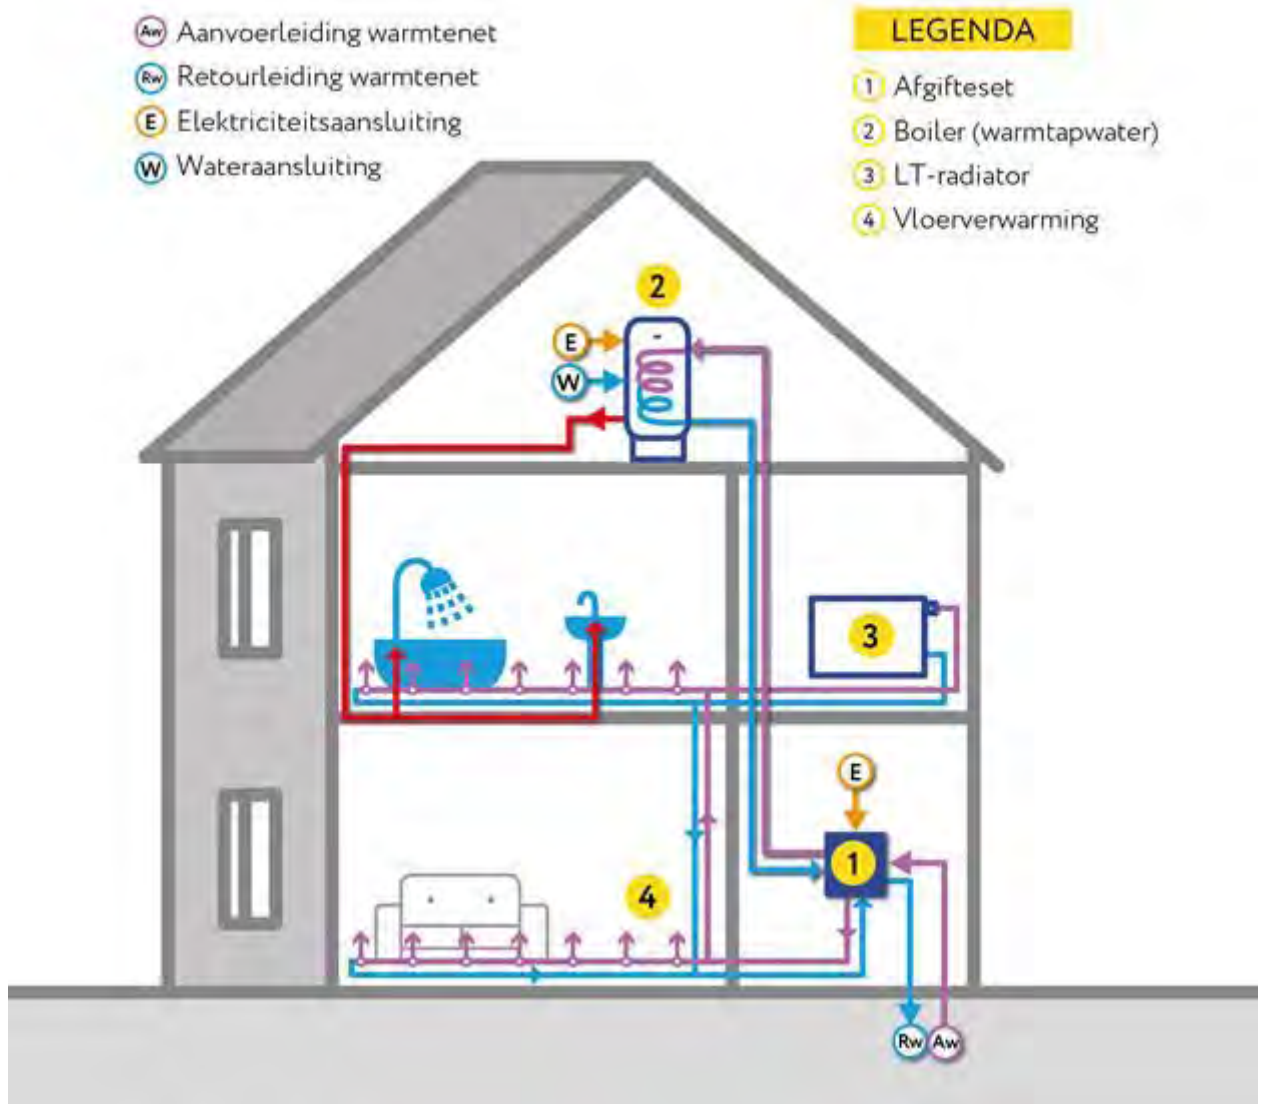 Aw Aanvoerleiding warmtenet
Rw Retourleiding warmtenet
E Elektriciteitsaansluiting
W Wateraansluiting
LEGENDA
1 Afgifteset
2 Boiler (warmtapwater)
3 LT-radiator
4 Vloerverwarming
2
E
W
3
E
1
4
Rw Aw